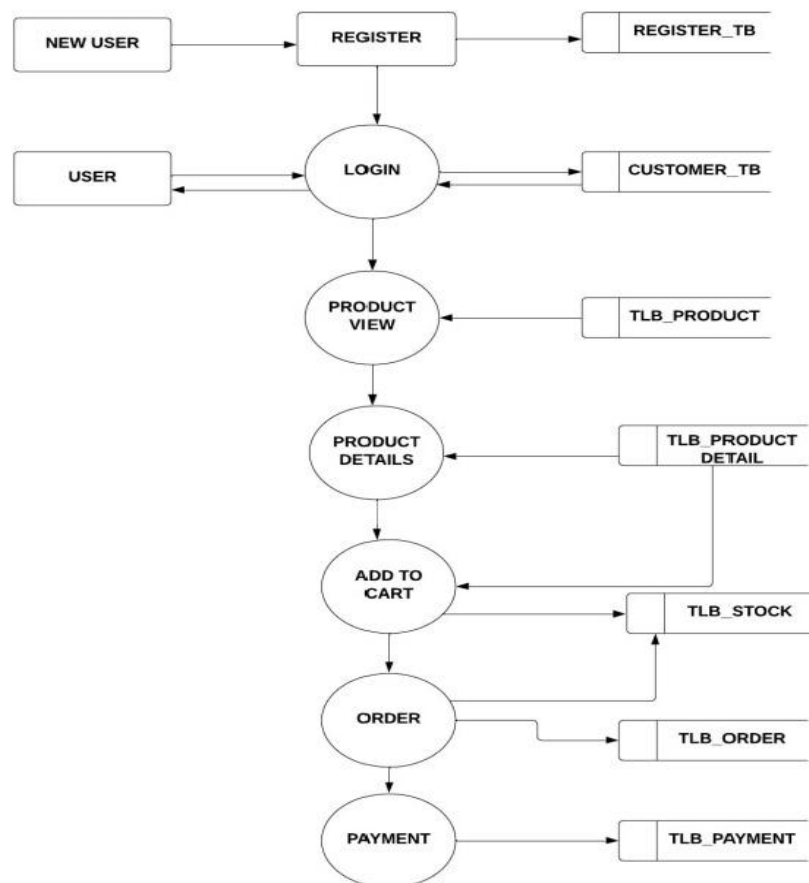 NEW USER
REGISTER
REGISTER_TB
USER
LOGIN
CUSTOMER_TB
PRODUCT
VIEW
TLB_PRODUCT
PRODUCT
DETAILS
TLB_PRODUCT
DETAIL
ADD TO
CART
TLB_STOCK
ORDER
TLB_ORDER
PAYMENT
TLB_PAYMENT